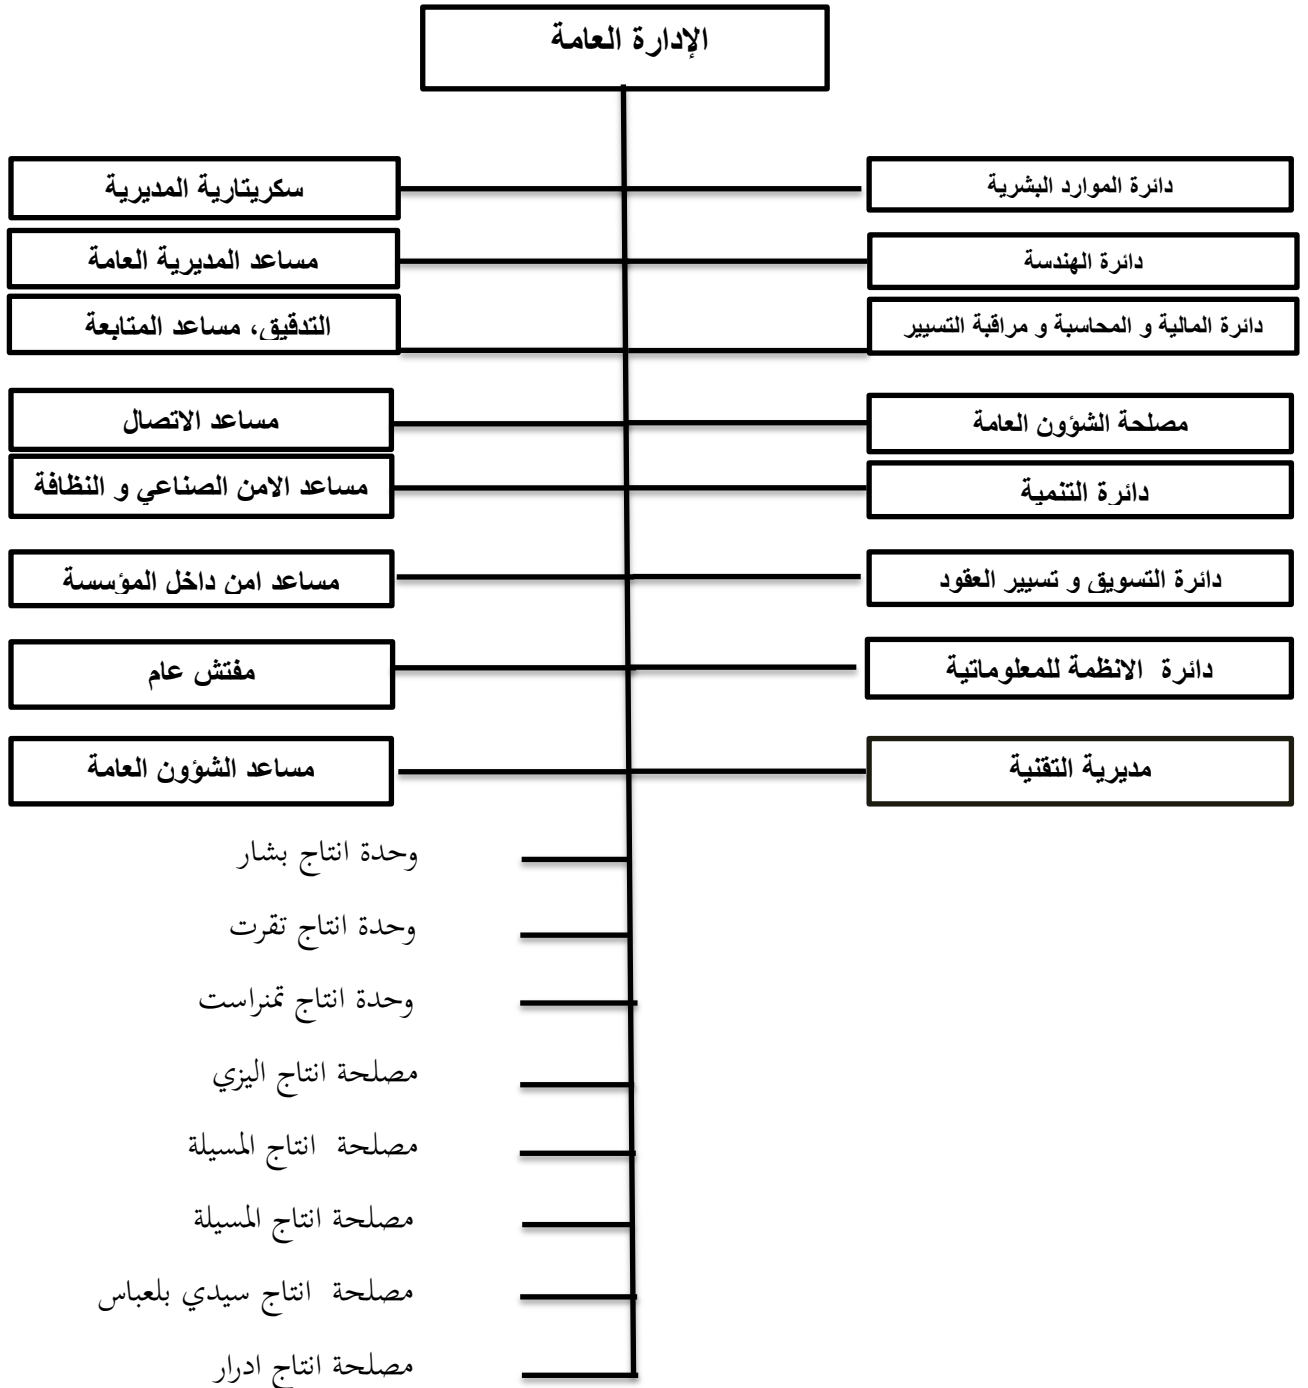 الإدارة العامة
دائرة الموارد البشرية
سكريتارية المديرية
دائرة الهندسة
مساعد المديرية العامة
دائرة المالية و المحاسبة و مراقبة التسيير
التدقيق، مساعد المتابعة
مصلحة الشؤون العامة
مساعد الاتصال
دائرة التنمية
مساعد الامن الصناعي و النظافة
دائرة التسويق و تسيير العقود
مساعد امن داخل المؤسسة
دائرة الانظمة للمعلوماتية
مفتش عام
مديرية التقنية
مساعد الشؤون العامة
وحدة انتاج بشار
وحدة انتاج تقرت
وحدة انتاج تمنراست
مصلحة انتاج اليزي
مصلحة انتاج المسيلة
مصلحة انتاج المسيلة
مصلحة انتاج سيدي بلعباس
مصلحة انتاج ادرار